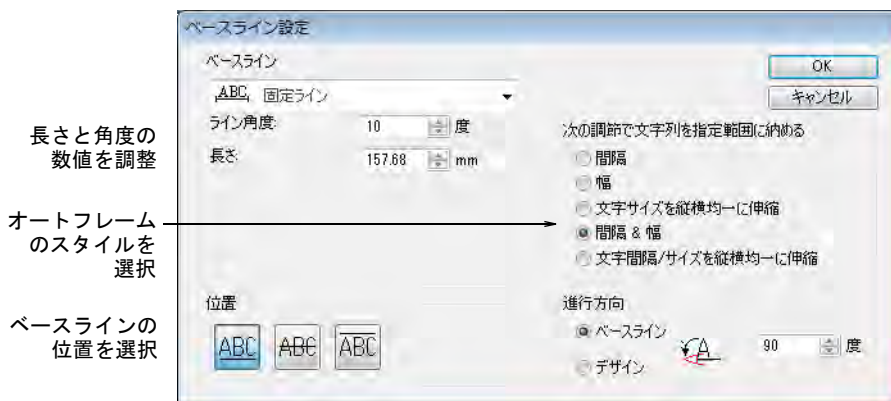 ベースライン設定
ベースライン
ABC 固定ライン
ライン角度: 10 度
長さ: 157.68 mm
OK
キャンセル
次の調節で文字列を指定範囲に納める
間隔
幅
文字サイズを縦横均一に伸縮
間隔 & 幅
文字間隔/サイズを縦横均一に伸縮
位置
ABC ABC ABC
進行方向
ベースライン
デザイン
A 90 度
長さと角度の
数値を調整
オートフレーム
のスタイルを
選択
ベースラインの
位置を選択